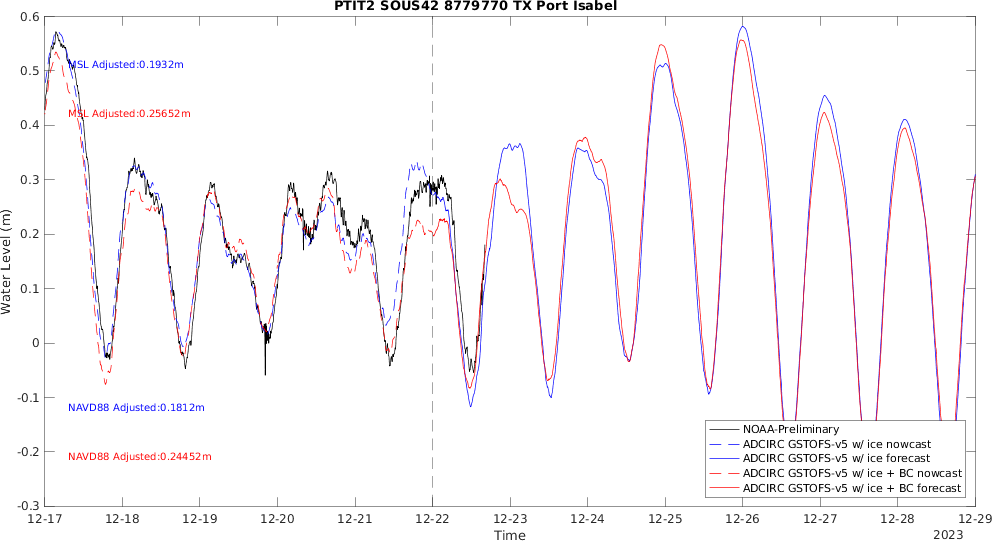 PTIT2 SOUS42 8779770 TX Port Isabel
Water Level (m)
0.6
0.5
0.4
0.3
0.2
0.1
0
-0.1
-0.2
-0.3
MSL Adjusted:0.1932m
MSL Adjusted:0.25652m
NAVD88 Adjusted:0.1812m
NAVD88 Adjusted:0.24452m
NOAA-Preliminary
ADCIRC GSTOFS-v5 w/ ice nowcast
ADCIRC GSTOFS-v5 w/ ice forecast
ADCIRC GSTOFS-v5 w/ ice + BC nowcast
ADCIRC GSTOFS-v5 w/ ice + BC forecast
12-17 12-18 12-19 12-20 12-21 12-22 12-23 12-24 12-25 12-26 12-27 12-28 12-29
Time
2023